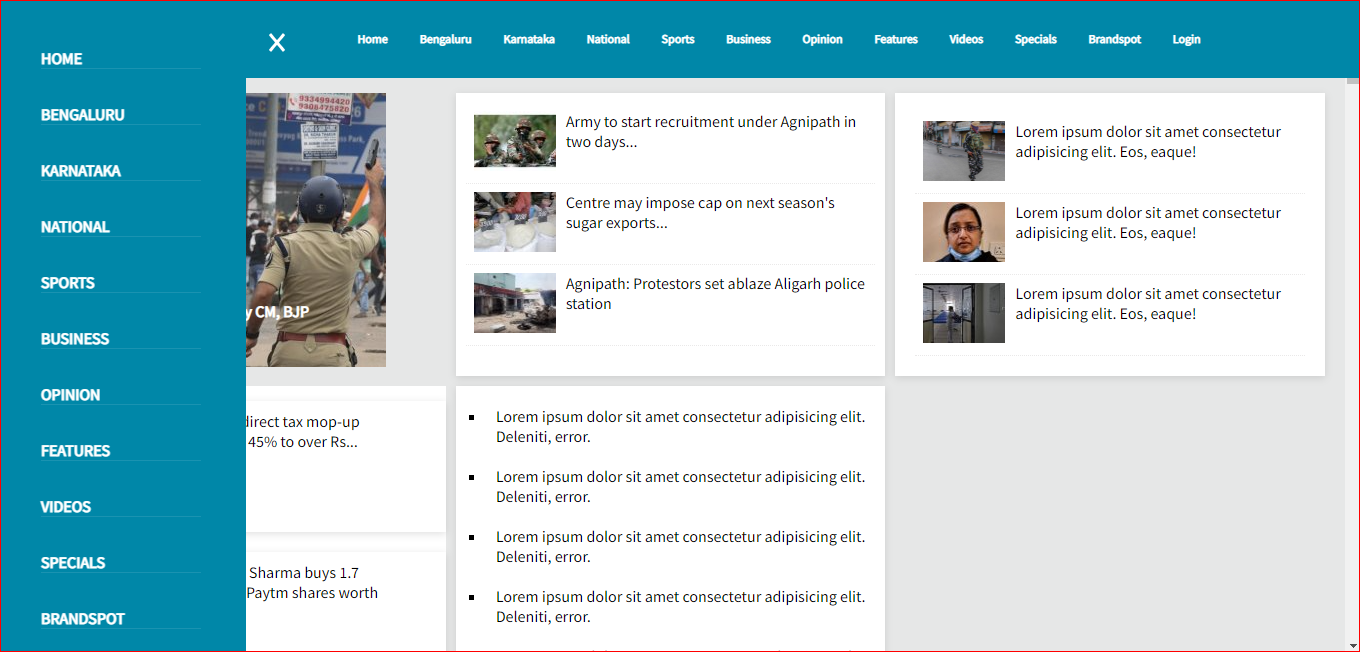 Home Bengaluru Karnataka National Sports Business Opinion Features Videos Specials Brandspot Login
HOME
BENGALURU
KARNATAKA
NATIONAL
SPORTS
BUSINESS
OPINION
FEATURES
VIDEOS
SPECIALS
BRANDSPOT
9334994420
9308475820
y CM, BJP
direct tax mop-up
45% to over Rs...
Sharma buys 1.7
Paytm shares worth
Army to start recruitment under Agnipath in
two days...
Centre may impose cap on next season's
sugar exports...
Agnipath: Protestors set ablaze Aligarh police
station
Lorem ipsum dolor sit amet consectetur adipisicing elit.
Deleniti, error.
Lorem ipsum dolor sit amet consectetur adipisicing elit.
Deleniti, error.
Lorem ipsum dolor sit amet consectetur adipisicing elit.
Deleniti, error.
Lorem ipsum dolor sit amet consectetur adipisicing elit.
Deleniti, error.
Lorem ipsum dolor sit amet consectetur
adipisicing elit. Eos, eaque!
Lorem ipsum dolor sit amet consectetur
adipisicing elit. Eos, eaque!
Lorem ipsum dolor sit amet consectetur
adipisicing elit. Eos, eaque!